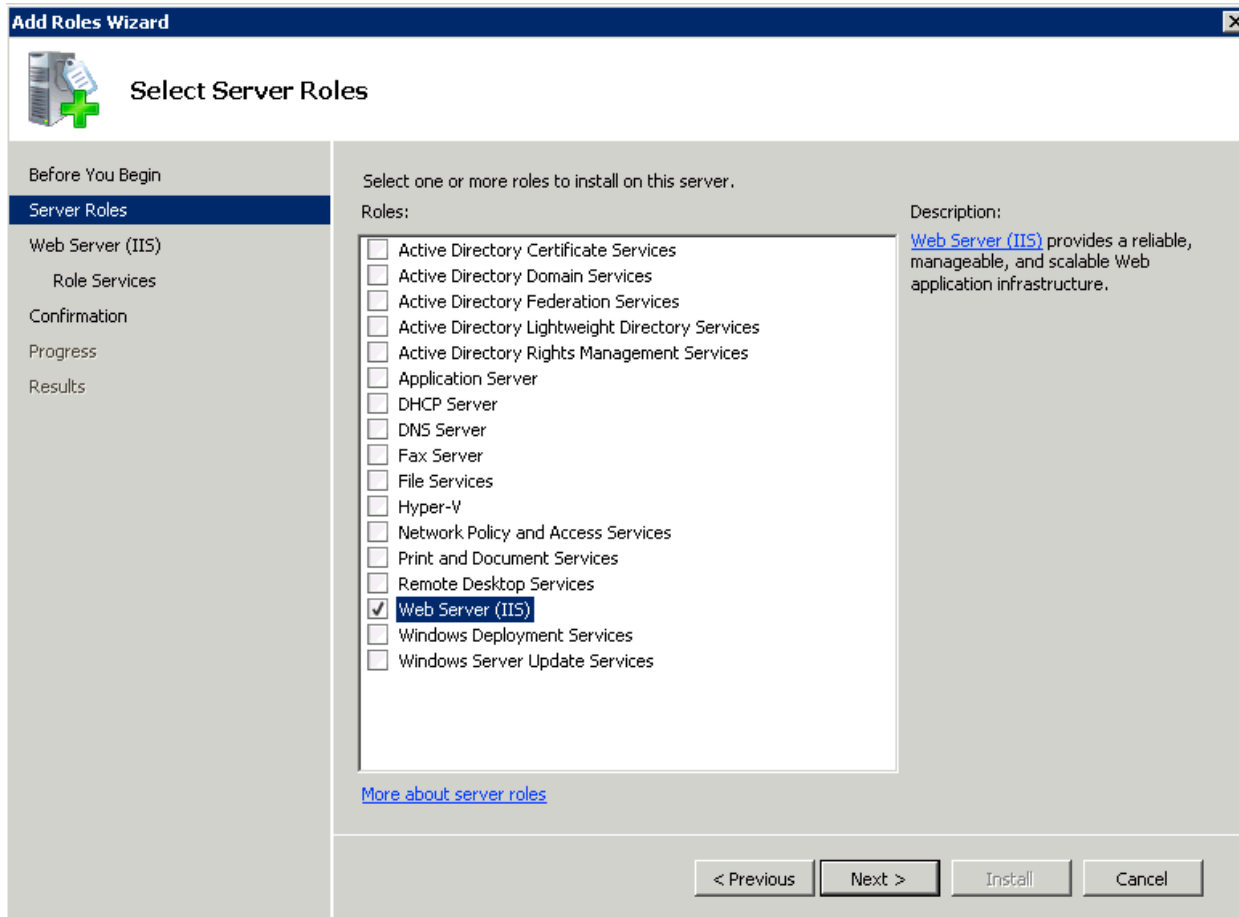 Add Roles Wizard
Select Server Roles
Before You Begin
Server Roles
Web Server (IIS)
Role Services
Confirmation
Progress
Results
Select one or more roles to install on this server.
Roles:
Active Directory Certificate Services
Active Directory Domain Services
Active Directory Federation Services
Active Directory Lightweight Directory Services
Active Directory Rights Management Services
Application Server
DHCP Server
DNS Server
Fax Server
File Services
Hyper-V
Network Policy and Access Services
Print and Document Services
Remote Desktop Services
Web Server (IIS)
Windows Deployment Services
Windows Server Update Services
More about server roles
Description:
Web Server (IIS) provides a reliable,
manageable, and scalable Web
application infrastructure.
< Previous
Next >
Install
Cancel